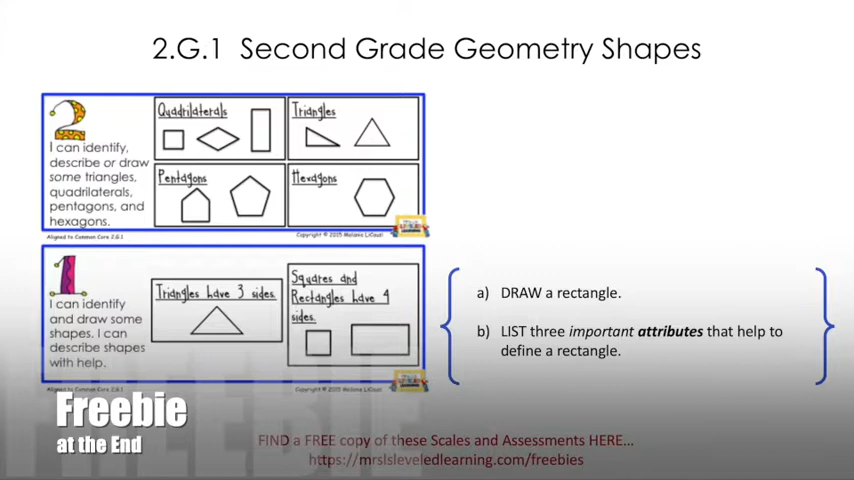 2.G.1 Second Grade Geometry Shapes
2
I can identify,
describe or draw
some triangles,
quadrilaterals,
pentagons, and
hexagons.
Quadrilaterals
Triangles
Pentagons
Hexagons
Aligned to Common Core 2.G.1
Copyright © 2015 Melanie LiCausi
1
I can identify
and draw some
shapes. I can
describe shapes
with help.
Triangles have 3 sides.
Squares and
Rectangles have 4
sides.
a) DRAW a rectangle.
b) LIST three important attributes that help to
define a rectangle.
Aligned to Common Core 2.G.1
Freebie
at the End
FIND a FREE copy of these Scales and Assessments HERE...
https://mrslsleveledlearning.com/freebies